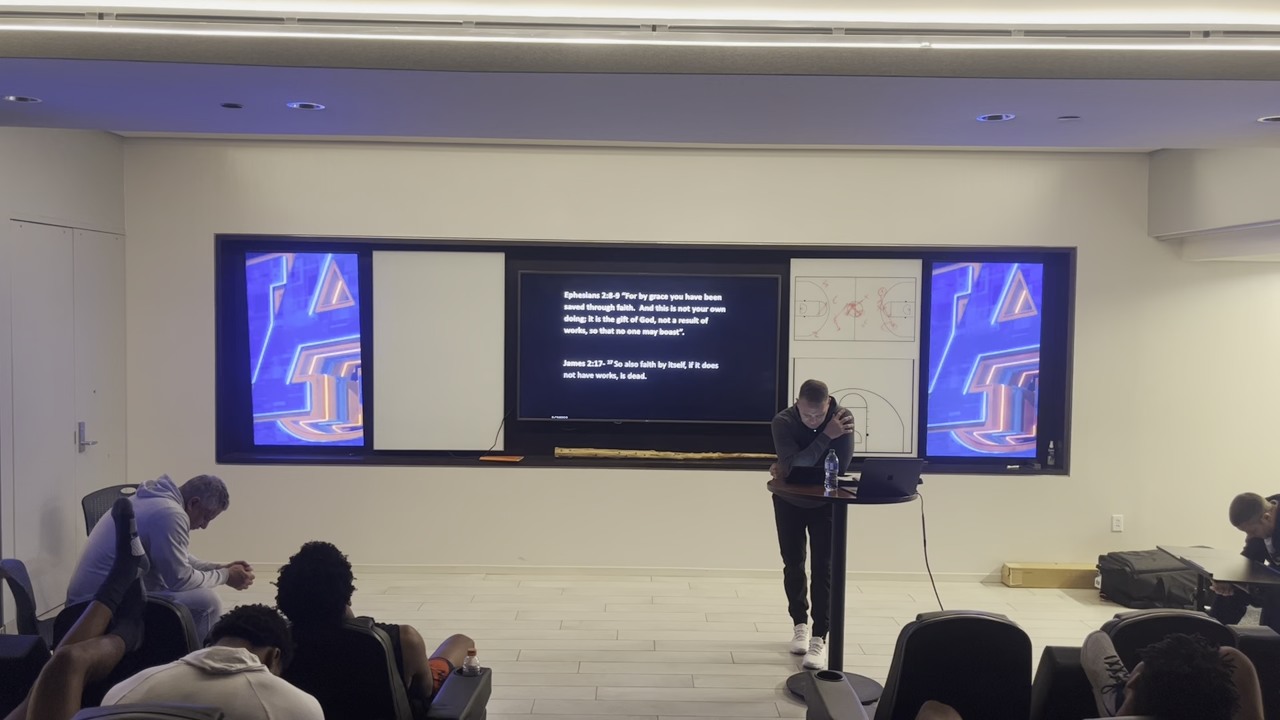 Ephesians 2:8-9 "For by grace you have been
saved through faith. And this is not your own
doing; it is the gift of God, not a result of
works, so that no one may boast".
James 2:17- 17 So also faith by itself, if it does
not have works, is dead.